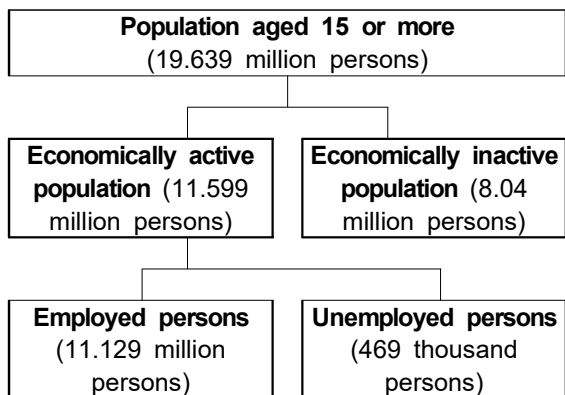 Population aged 15 or more
(19.639 million persons)
Economically active
population (11.599
million persons)
Economically inactive
population (8.04
million persons)
Employed persons
(11.129 million
persons)
Unemployed persons
(469 thousand
persons)